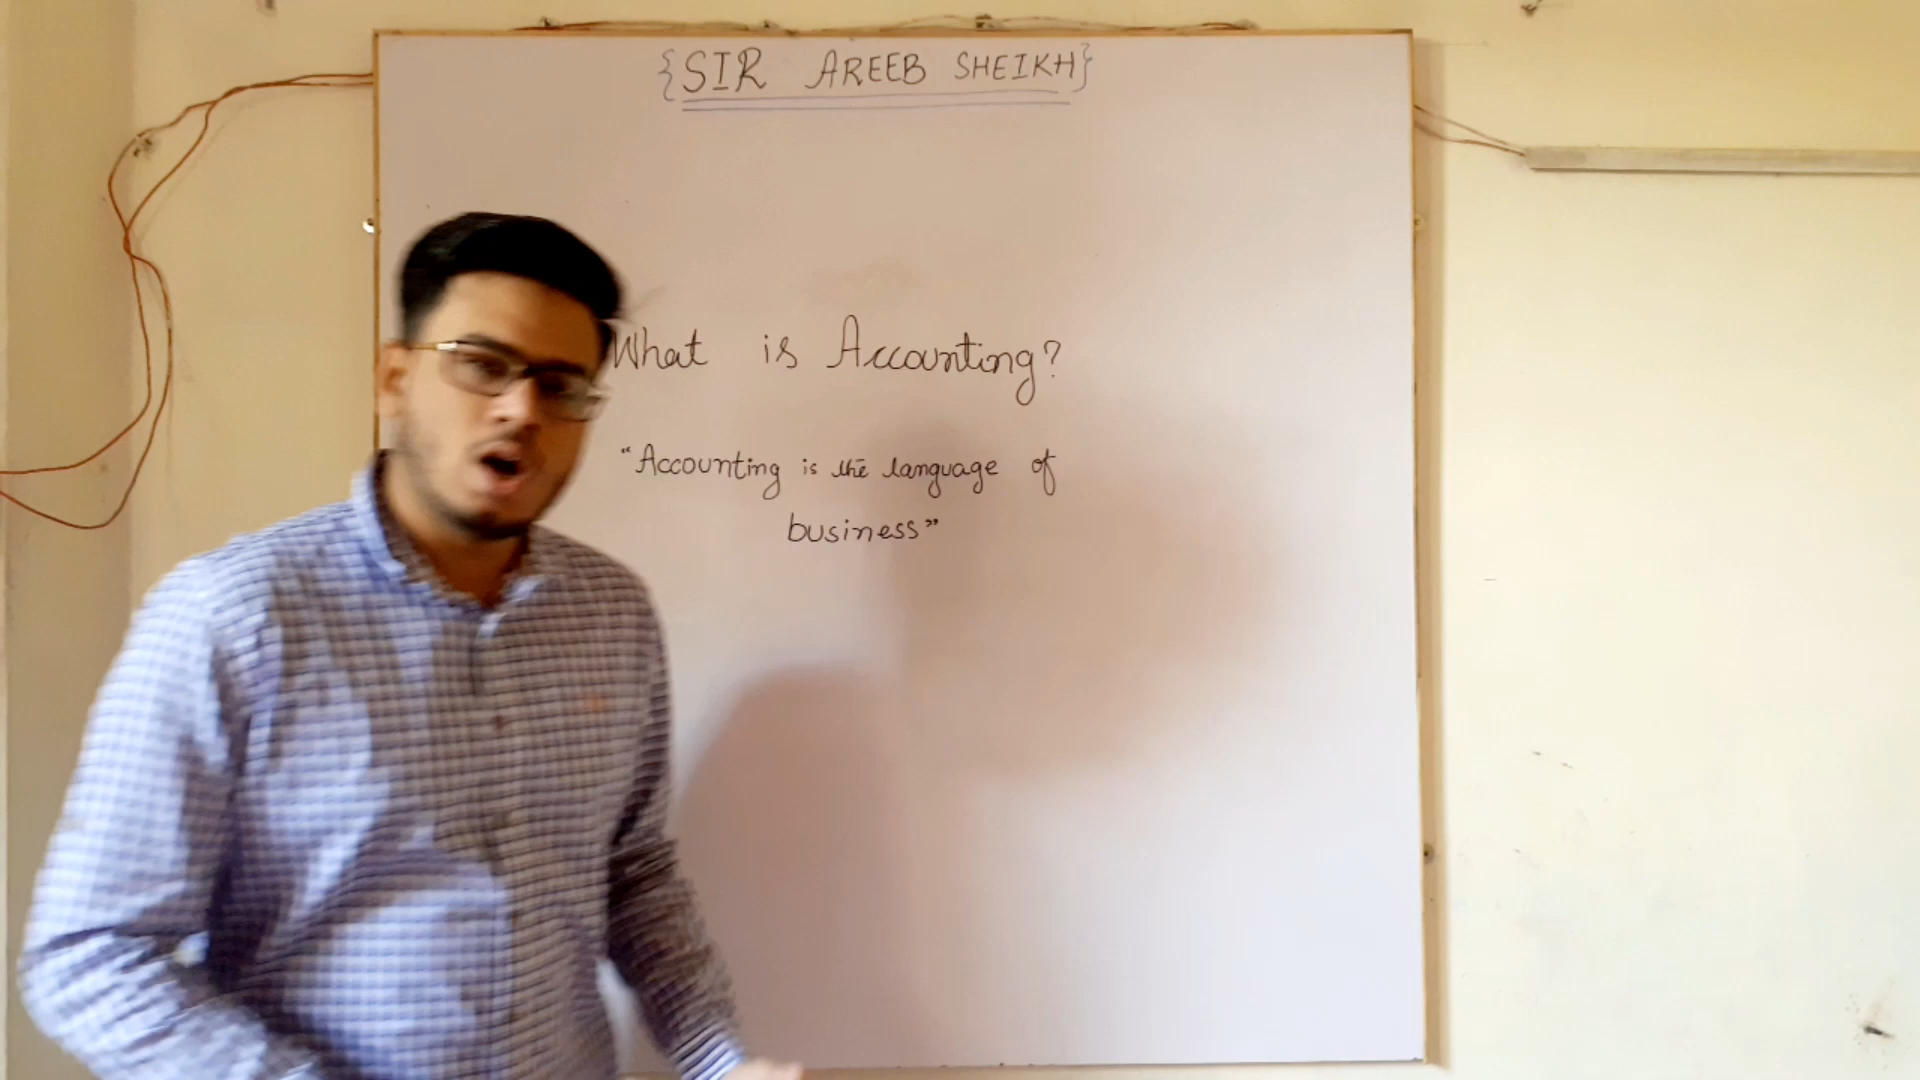 {SIR AREEB SHEIKH}
What is Accounting?
"Accounting is the language of
business"